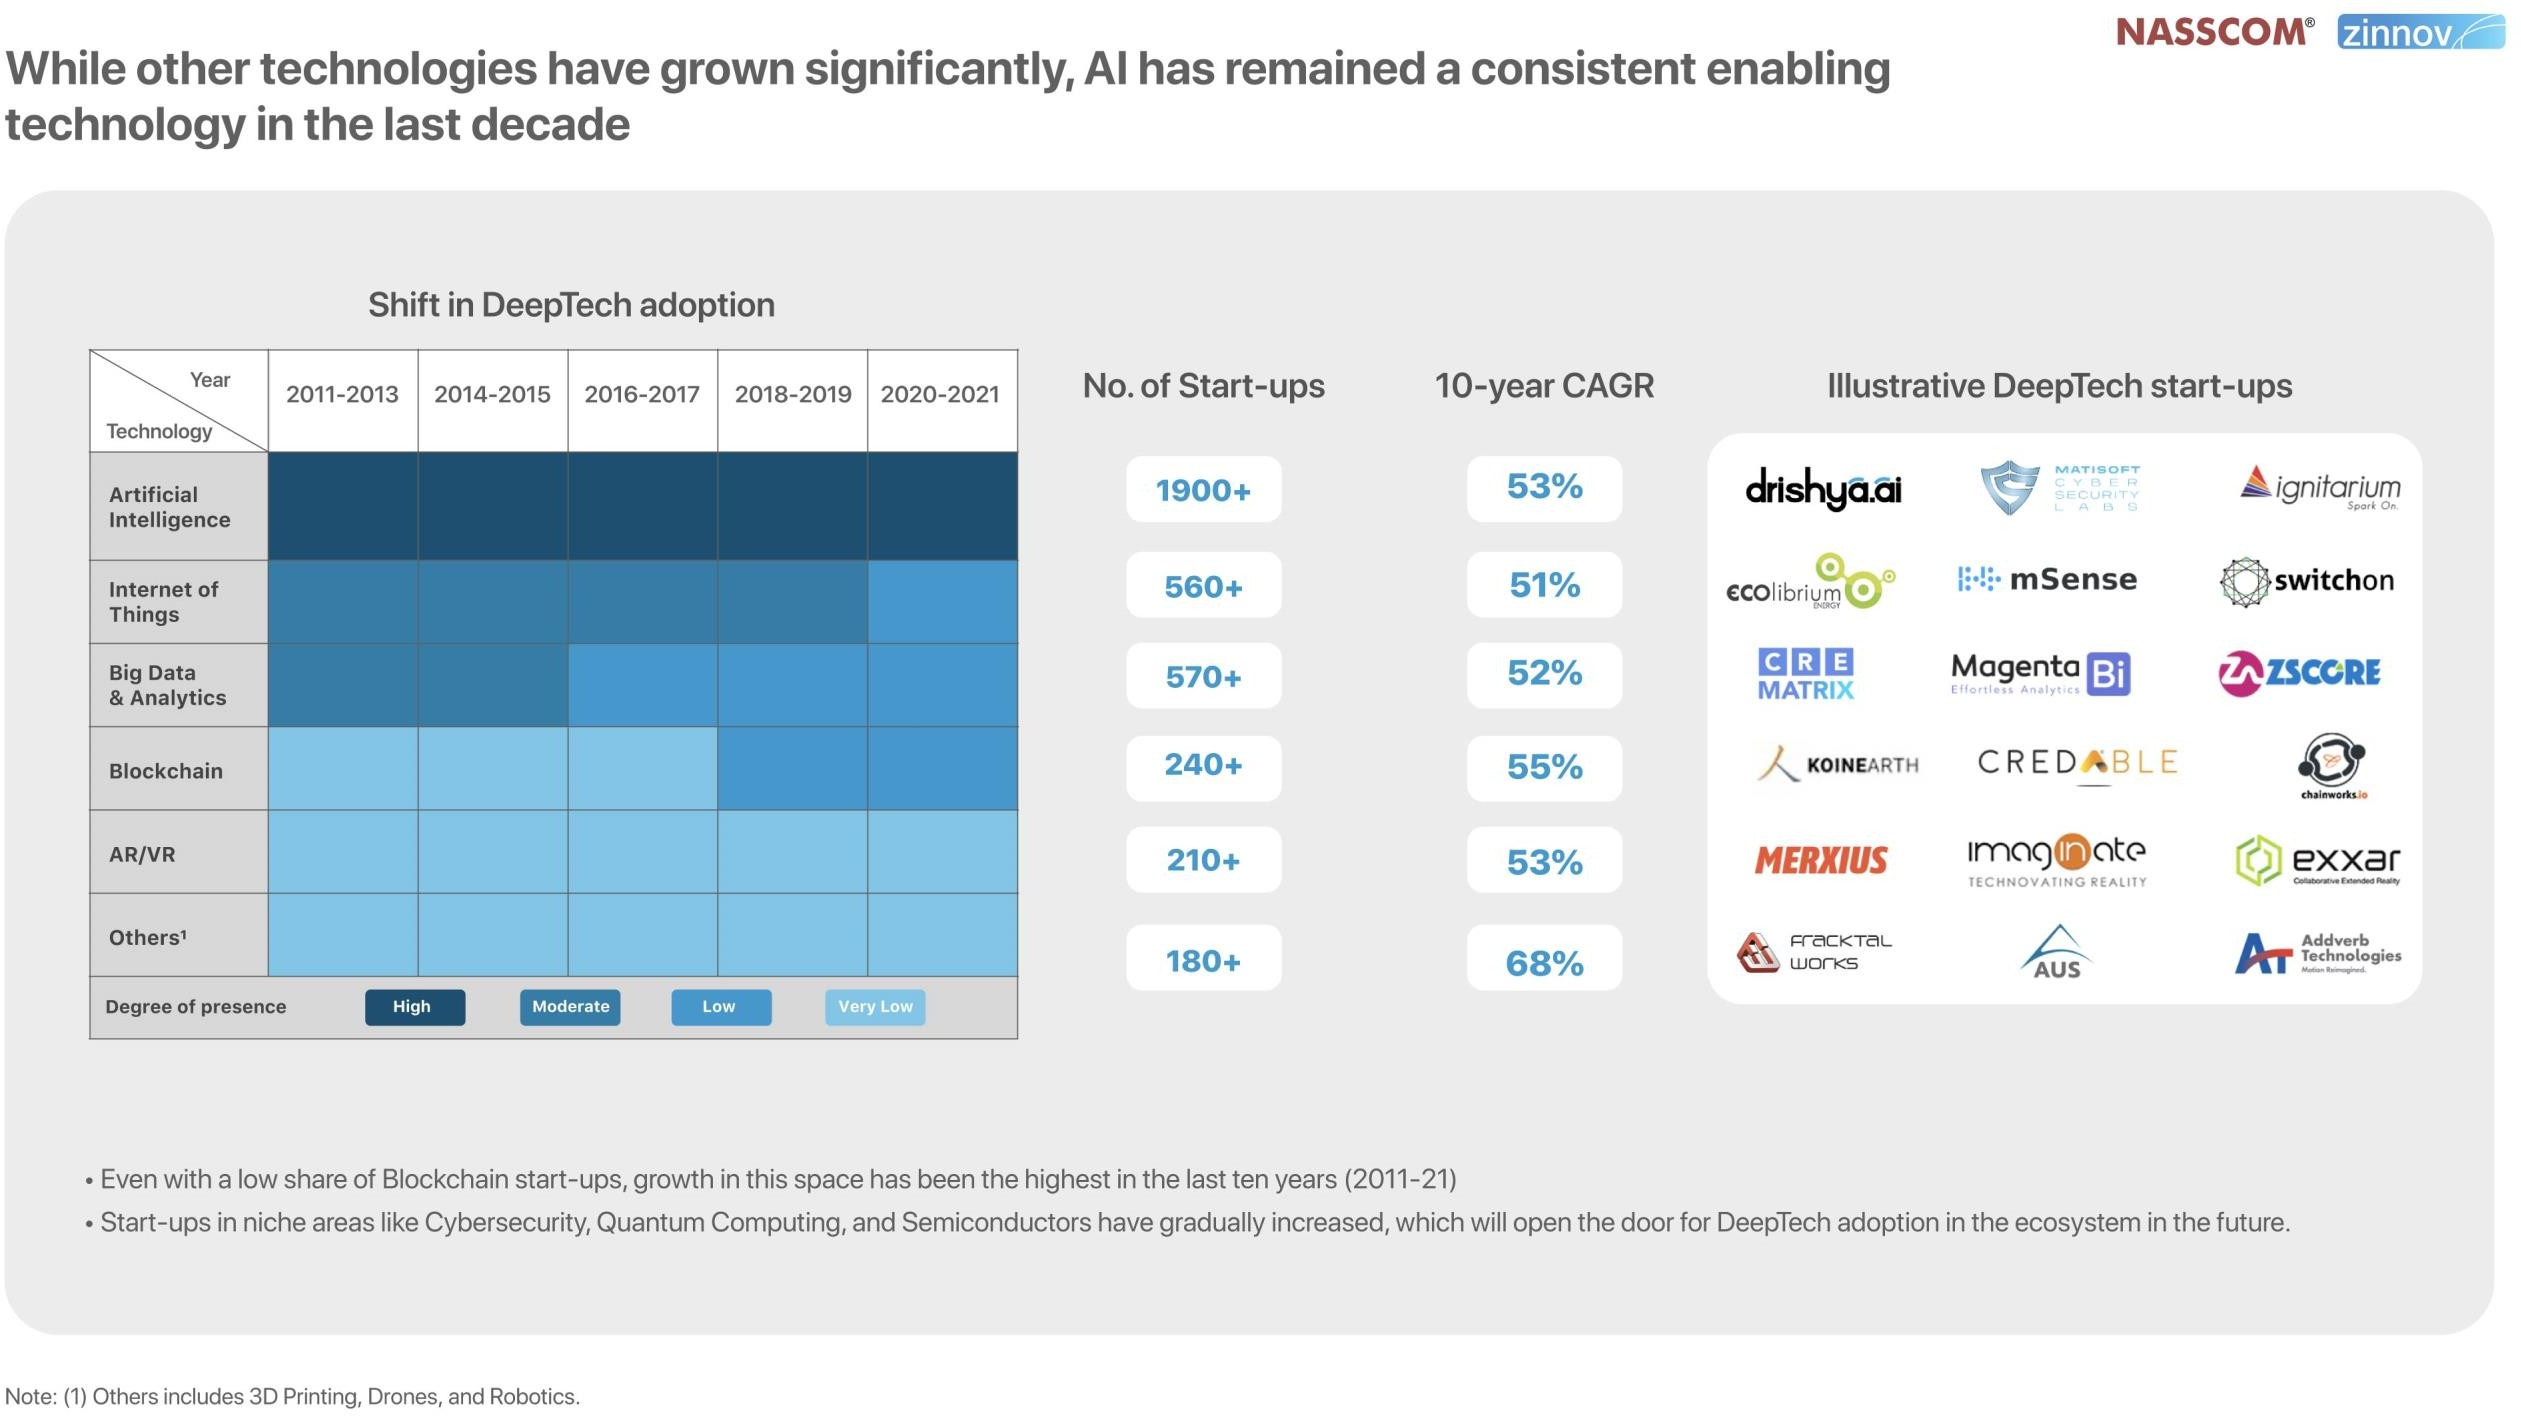 NASSCOM® zinnov
While other technologies have grown significantly, AI has remained a consistent enabling
technology in the last decade
Shift in DeepTech adoption
Year
Technology
2011-2013 2014-2015 2016-2017 2018-2019 2020-2021
No. of Start-ups 10-year CAGR Illustrative DeepTech start-ups
Artificial
Intelligence
1900+ 53%
drishya.ai
MATISOFT
CYBER
SECURITY
LABS
ignitarium
Spark On.
Internet of
Things
560+ 51%
ecolibrium
ENERGY
mSense
switchon
Big Data
& Analytics
570+ 52%
CRE
MATRIX
Magenta Bi
Effortless Analytics
ZSCORE
Blockchain
240+ 55%
KOINEARTH
CREDABLE
chainworks.io
AR/VR
210+ 53%
MERXIUS
imaginate
TECHNOVATING REALITY
exxar
Collaborative Extended Reality
Others¹
180+ 68%
Fracktal
works
AUS
Addverb
Technologies
Motion Reimagined.
Degree of presence High Moderate Low Very Low
• Even with a low share of Blockchain start-ups, growth in this space has been the highest in the last ten years (2011-21)
• Start-ups in niche areas like Cybersecurity, Quantum Computing, and Semiconductors have gradually increased, which will open the door for DeepTech adoption in the ecosystem in the future.
Note: (1) Others includes 3D Printing, Drones, and Robotics.